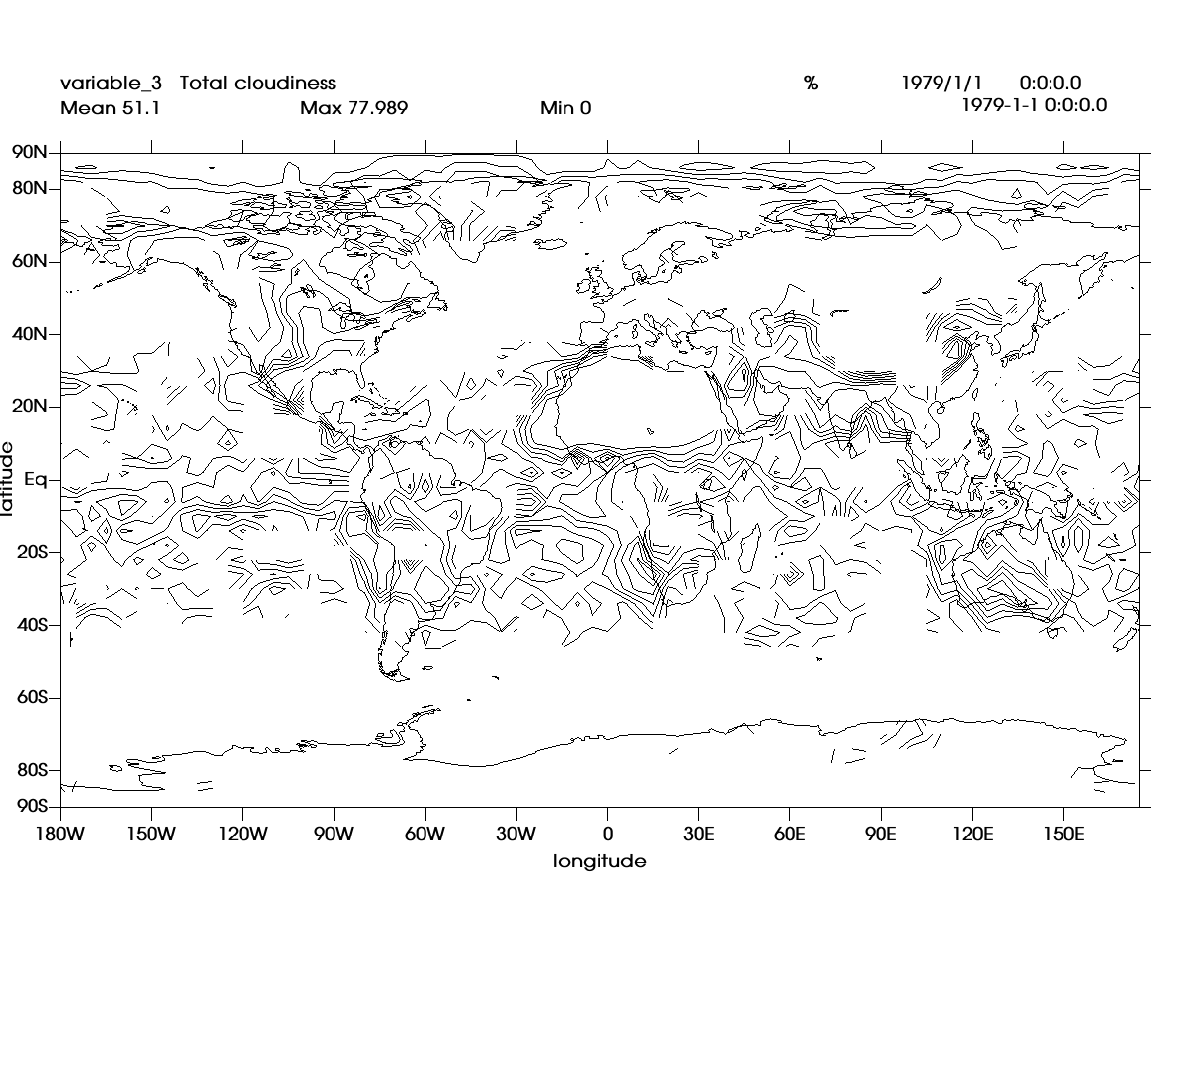 variable_3 Total cloudiness % 1979/1/1 0:0:0.0
Mean 51.1 Max 77.989 Min 0 1979-1-1 0:0:0.0
90N
80N
60N
40N
20N
Eq
20S
40S
60S
80S
90S
latitude
180W 150W 120W 90W 60W 30W 0 30E 60E 90E 120E 150E
longitude